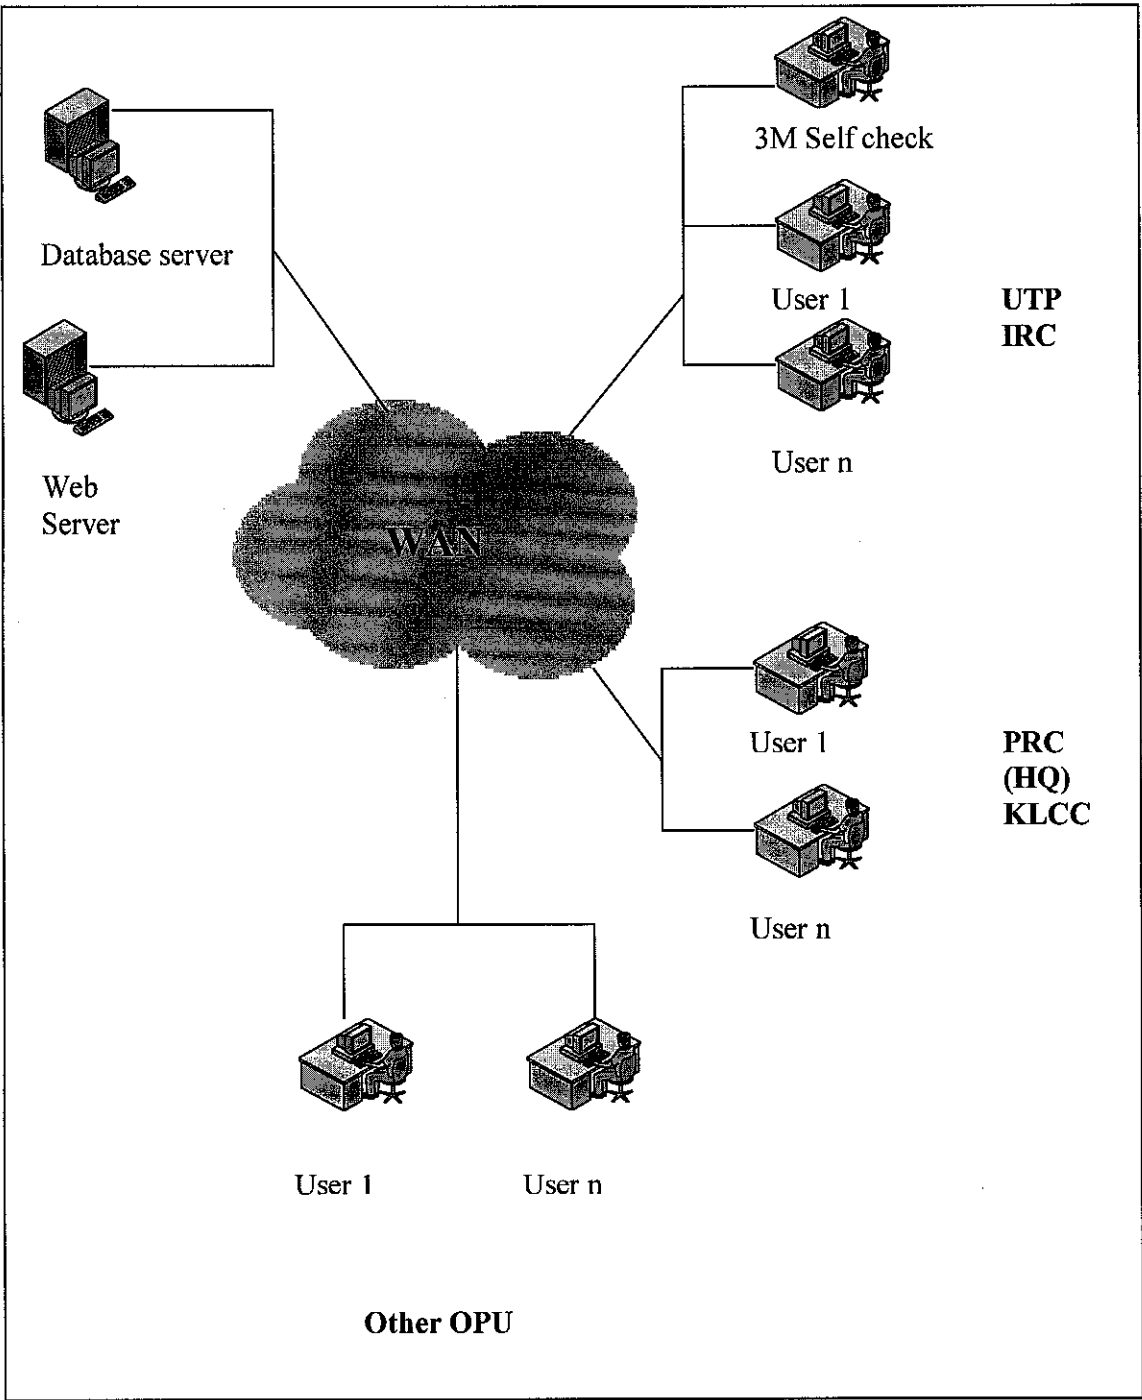 3M Self check
Database server
User 1
UTP
IRC
User n
Web
Server
WAN
User 1
PRC
(HQ)
KLCC
User n
User 1
User n
Other OPU